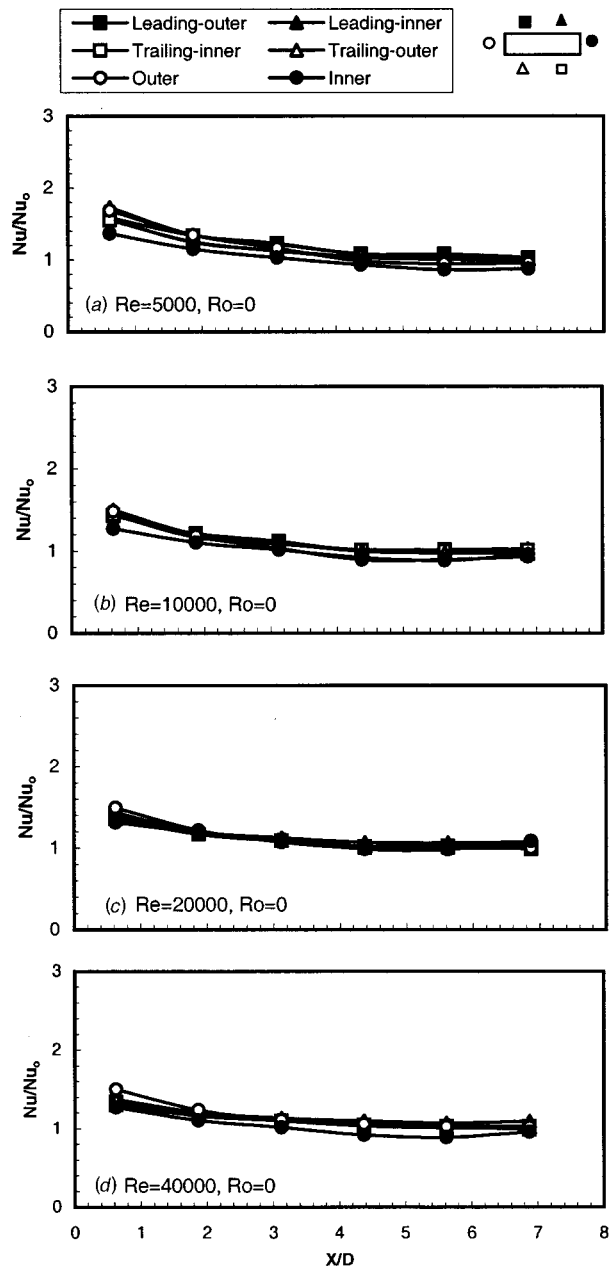 Leading-outer Leading-inner
Trailing-inner Trailing-outer
Outer Inner
3
2
1
0
Nu/Nuₒ
(a) Re=5000, Ro=0
3
2
1
0
Nu/Nuₒ
(b) Re=10000, Ro=0
3
2
1
0
Nu/Nuₒ
(c) Re=20000, Ro=0
3
2
1
0
Nu/Nuₒ
(d) Re=40000, Ro=0
0 1 2 3 4 5 6 7 8
X/D